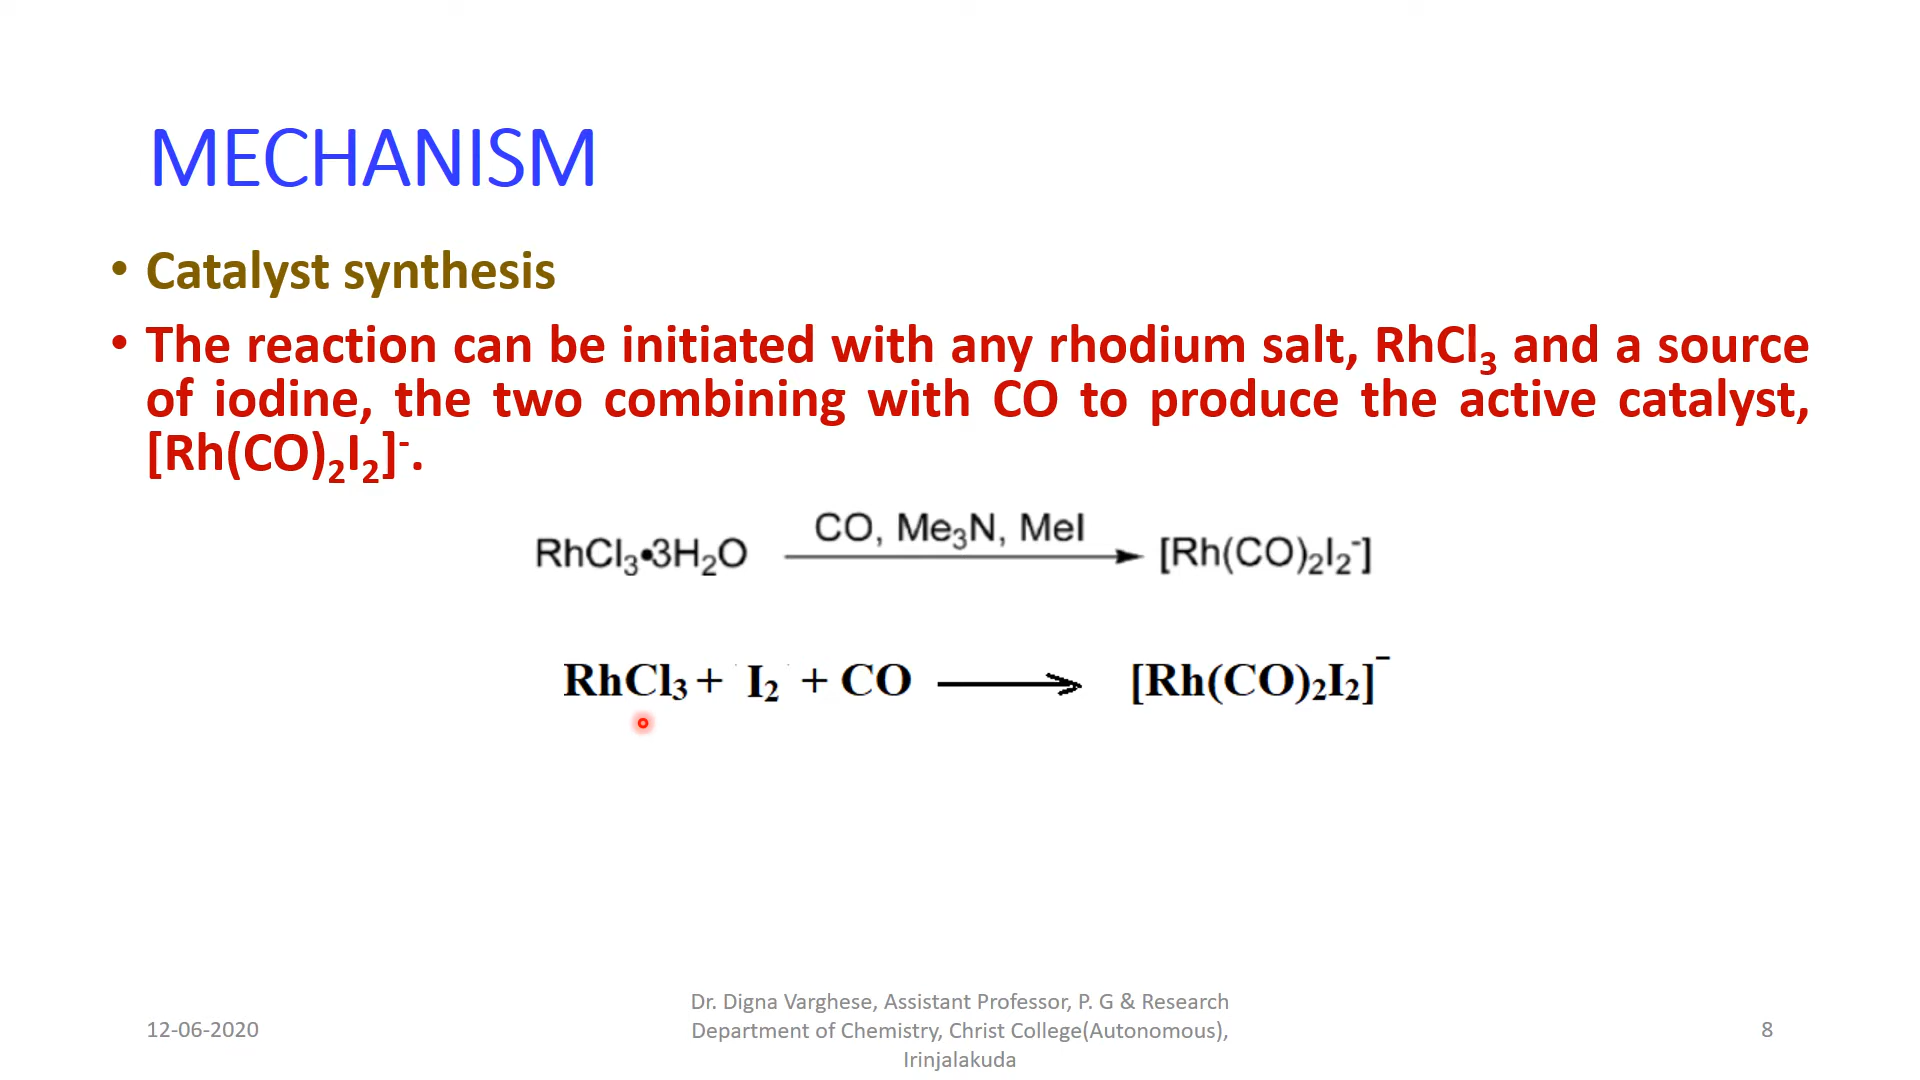 MECHANISM
• Catalyst synthesis
• The reaction can be initiated with any rhodium salt, RhCl₃ and a source
of iodine, the two combining with CO to produce the active catalyst,
[Rh(CO)₂I₂]⁻.
RhCl₃•3H₂O CO, Me₃N, MeI [Rh(CO)₂I₂⁻]
RhCl₃ + I₂ + CO ⟶ [Rh(CO)₂I₂]⁻
12-06-2020
Dr. Digna Varghese, Assistant Professor, P. G & Research
Department of Chemistry, Christ College(Autonomous),
Irinjalakuda
8